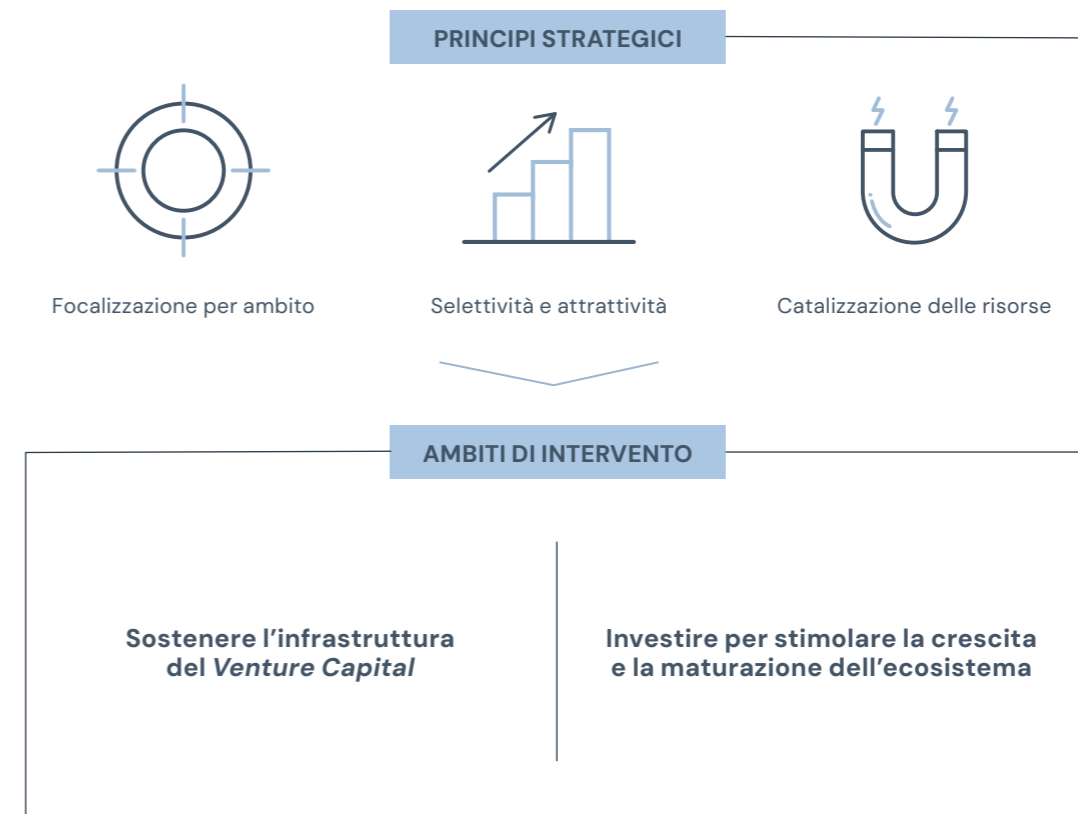 PRINCIPI STRATEGICI
Focalizzazione per ambito
Selettività e attrattività
Catalizzazione delle risorse
AMBITI DI INTERVENTO
Sostenere l’infrastruttura
del Venture Capital
Investire per stimolare la crescita
e la maturazione dell’ecosistema